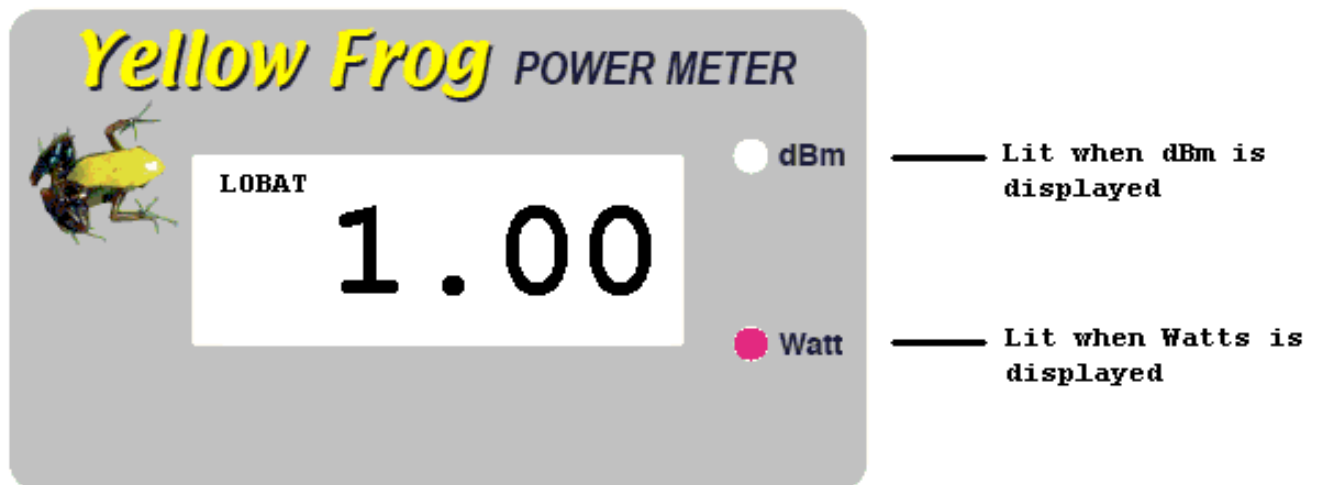 Yellow Frog POWER METER
dBm
Lit when dBm is
displayed
LOBAT
1.00
Watt
Lit when Watts is
displayed